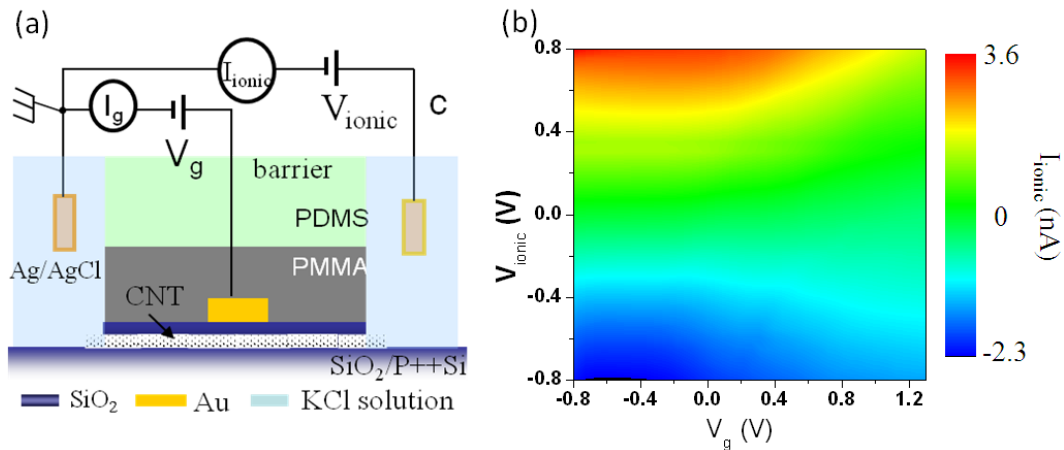 (a)
I_ionic
I_g
V_ionic
C
V_g
barrier
PDMS
Ag/AgCl
PMMA
CNT
SiO₂/P++Si
SiO₂
Au
KCl solution
(b)
0.8
0.4
0.0
-0.4
-0.8
V_ionic (V)
-0.8 -0.4 0.0 0.4 0.8 1.2
V_g (V)
3.6
0
-2.3
I_ionic (nA)